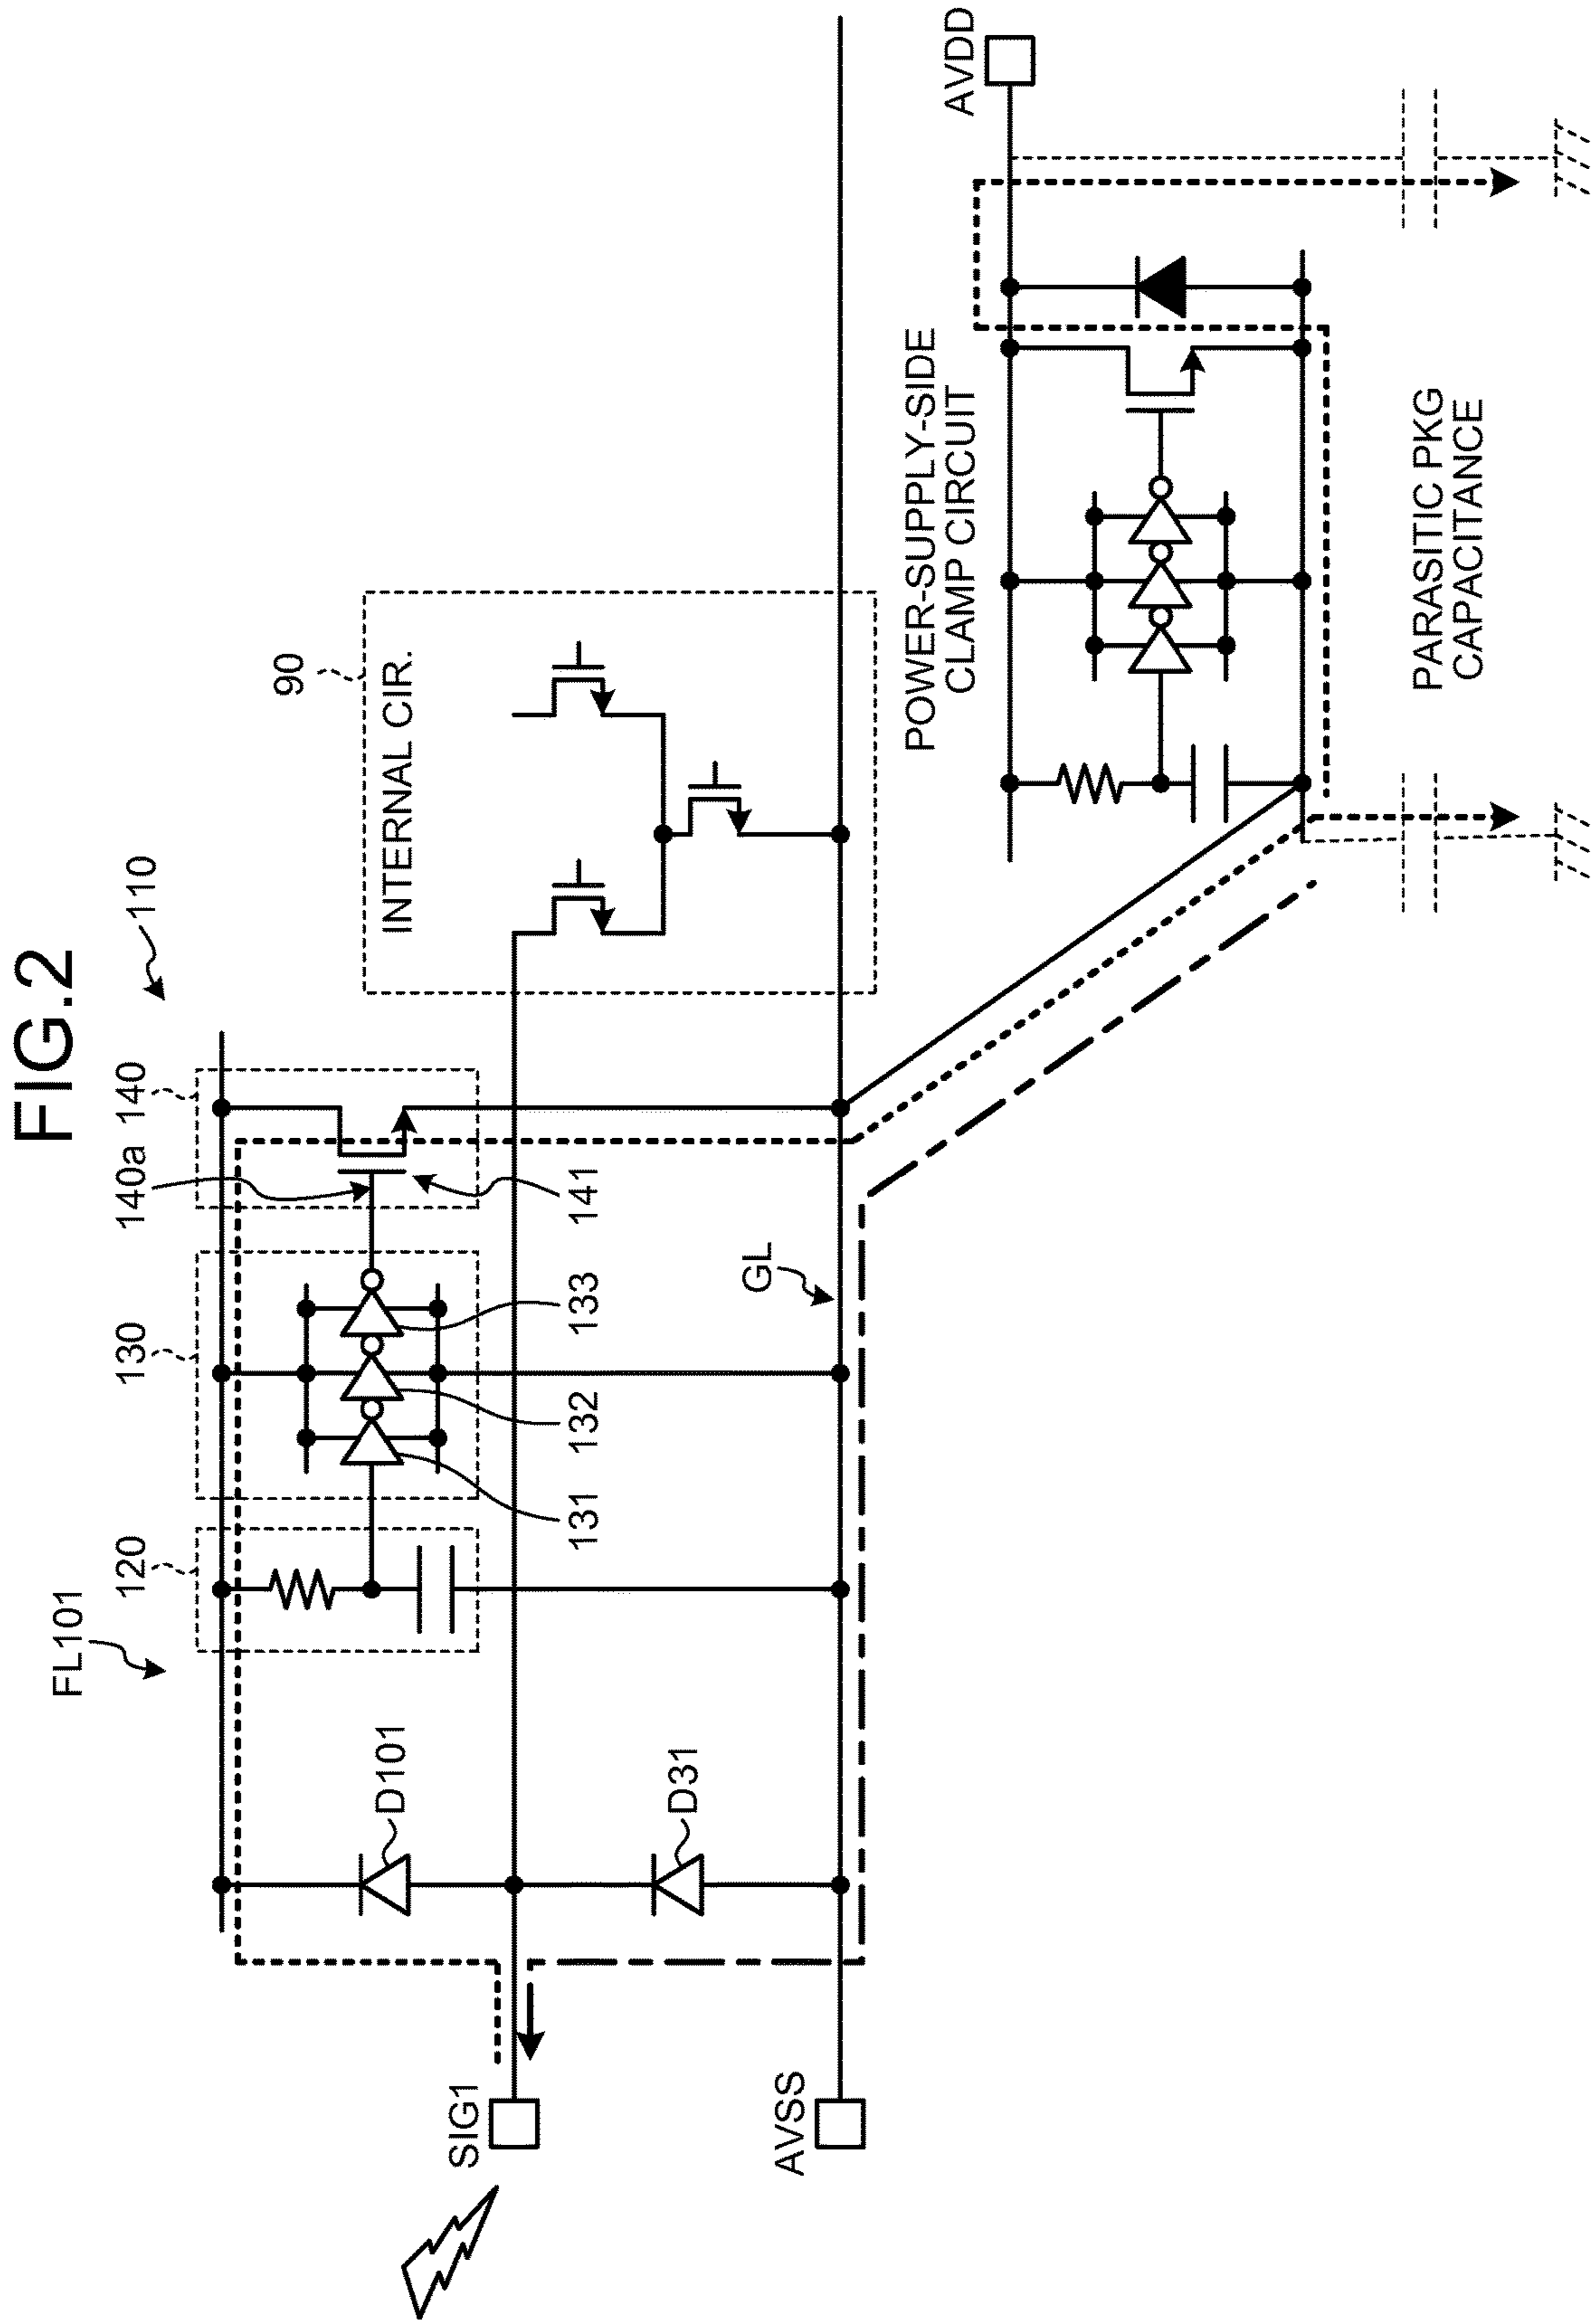 FIG.2
110
FL101
120
130
140a
140
141
131
132
133
90
INTERNAL CIR.
D101
D31
SIG1
GL
AVSS
POWER-SUPPLY-SIDE
CLAMP CIRCUIT
AVDD
PARASITIC PKG
CAPACITANCE